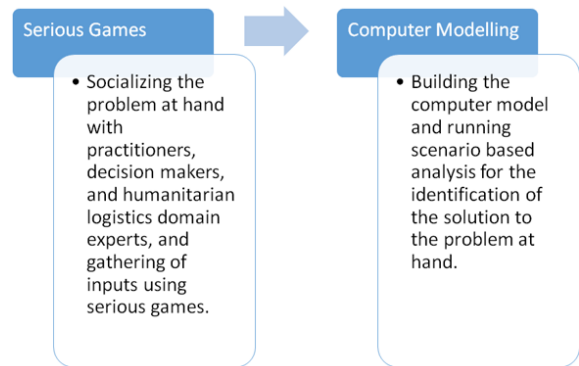 Serious Games
• Socializing the
problem at hand
with
practitioners,
decision makers,
and humanitarian
logistics domain
experts, and
gathering of
inputs using
serious games.
Computer Modelling
• Building the
computer model
and running
scenario based
analysis for the
identification of
the solution to
the problem at
hand.